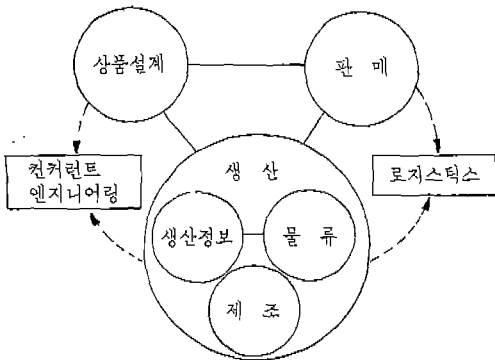 상품설계
판 매
컨커런트
엔지니어링
생 산
로지스틱스
생산정보
물 류
제 조